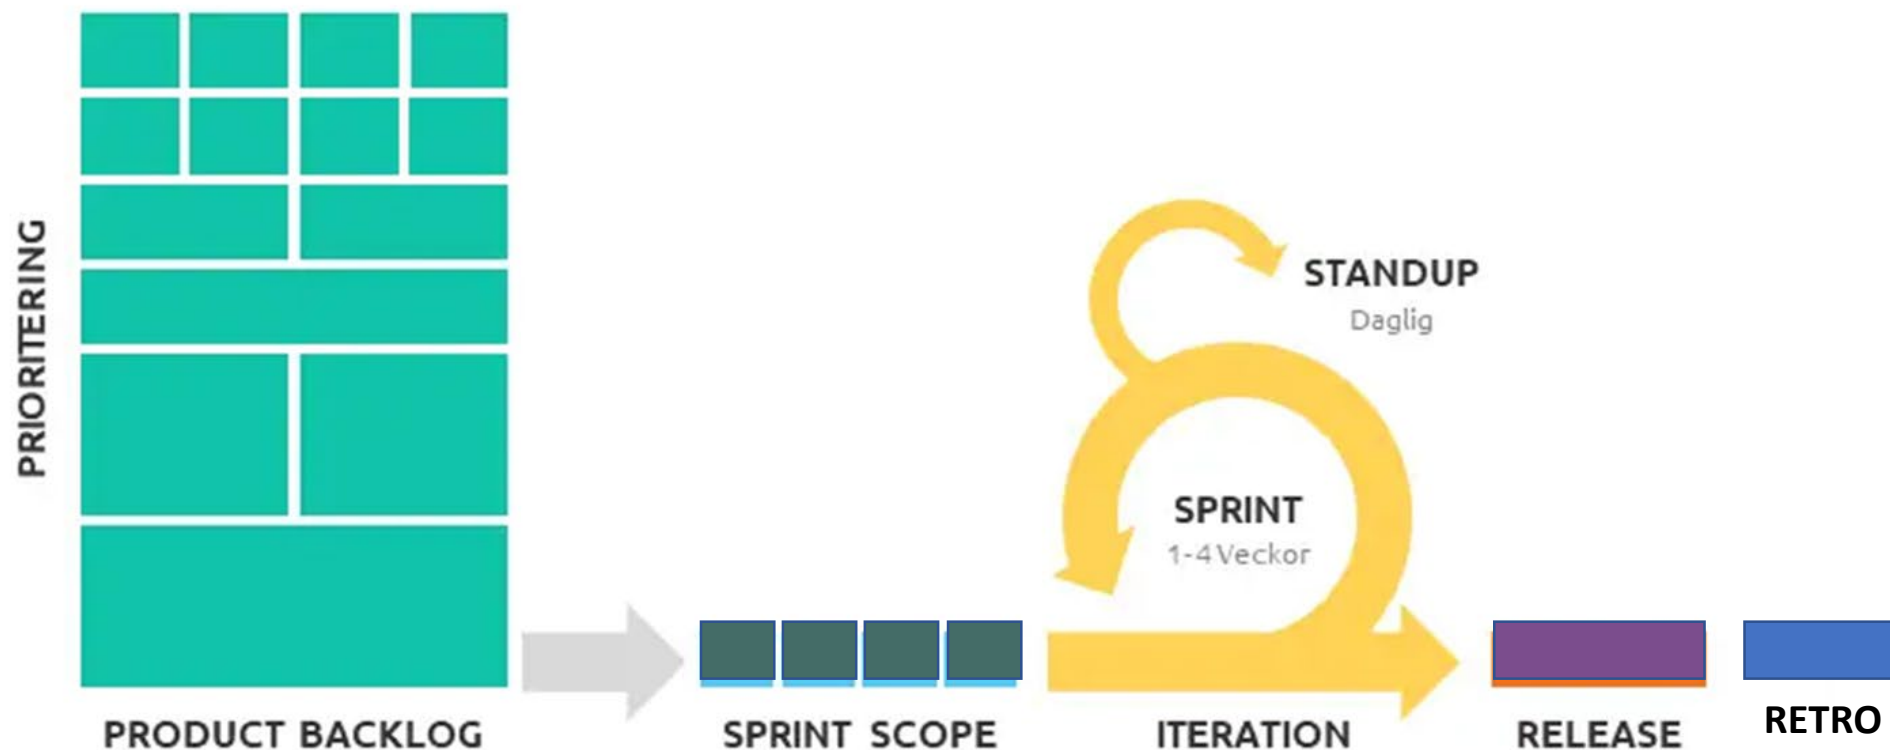 PRIORITERING
STANDUP
Daglig
SPRINT
1-4 Veckor
PRODUCT BACKLOG
SPRINT SCOPE
ITERATION
RELEASE
RETRO